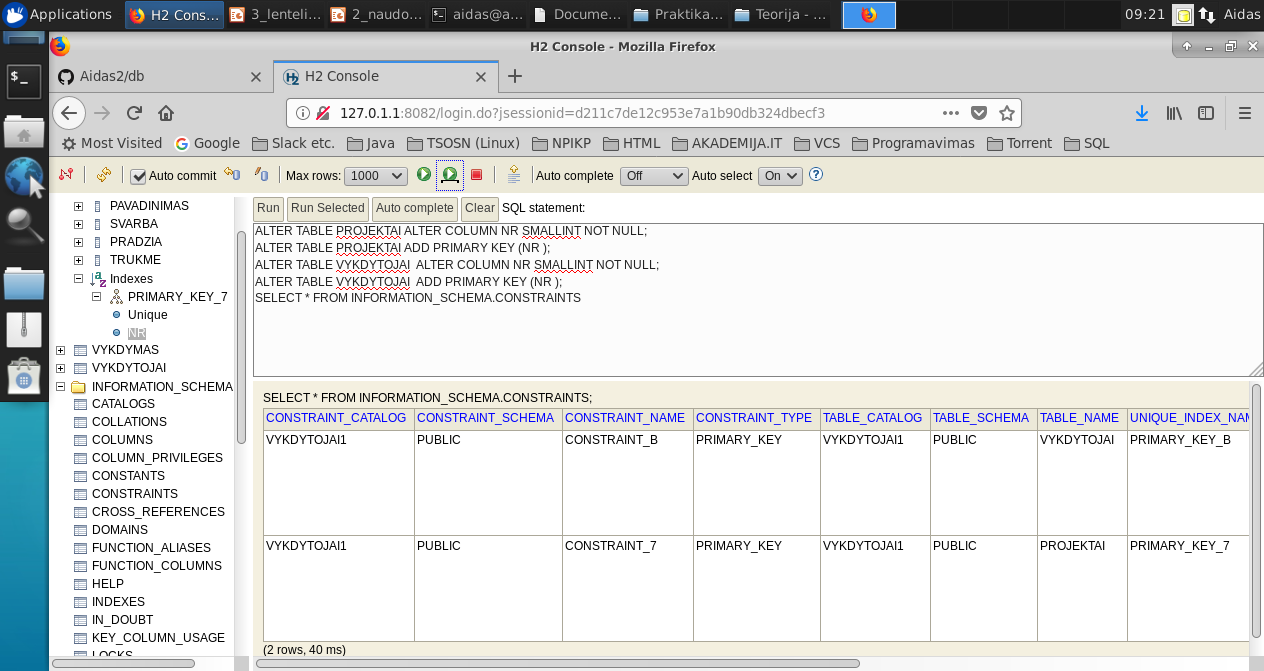 Applications
H2 Cons...
3_lenteli...
2_naudo...
aidas@a...
Docume...
Praktika...
Teorija - ...
09:21
Aidas
H2 Console - Mozilla Firefox
Aidas2/db
H2 Console
127.0.1.1:8082/login.do?jsessionid=d211c7de12c953e7a1b90db324dbecf3
Most Visited
Google
Slack etc.
Java
TSOSN (Linux)
NPIKP
HTML
AKADEMIJA.IT
VCS
Programavimas
Torrent
SQL
Auto commit
Max rows: 1000
Auto complete Off
Auto select On
PAVADINIMAS
SVARBA
PRADZIA
TRUKME
Indexes
PRIMARY_KEY_7
Unique
NR
VYKDYMAS
VYKDYTOJAI
INFORMATION_SCHEMA
CATALOGS
COLLATIONS
COLUMNS
COLUMN_PRIVILEGES
CONSTANTS
CONSTRAINTS
CROSS_REFERENCES
DOMAINS
FUNCTION_ALIASES
FUNCTION_COLUMNS
HELP
INDEXES
IN_DOUBT
KEY_COLUMN_USAGE
LOCKS
Run Run Selected Auto complete Clear SQL statement:
ALTER TABLE PROJEKTAI ALTER COLUMN NR SMALLINT NOT NULL;
ALTER TABLE PROJEKTAI ADD PRIMARY KEY (NR );
ALTER TABLE VYKDYTOJAI  ALTER COLUMN NR SMALLINT NOT NULL;
ALTER TABLE VYKDYTOJAI  ADD PRIMARY KEY (NR );
SELECT * FROM INFORMATION_SCHEMA.CONSTRAINTS
SELECT * FROM INFORMATION_SCHEMA.CONSTRAINTS;
CONSTRAINT_CATALOG CONSTRAINT_SCHEMA CONSTRAINT_NAME CONSTRAINT_TYPE TABLE_CATALOG TABLE_SCHEMA TABLE_NAME UNIQUE_INDEX_NAM
VYKDYTOJAI1 PUBLIC CONSTRAINT_B PRIMARY_KEY VYKDYTOJAI1 PUBLIC VYKDYTOJAI PRIMARY_KEY_B
VYKDYTOJAI1 PUBLIC CONSTRAINT_7 PRIMARY_KEY VYKDYTOJAI1 PUBLIC PROJEKTAI PRIMARY_KEY_7
(2 rows, 40 ms)